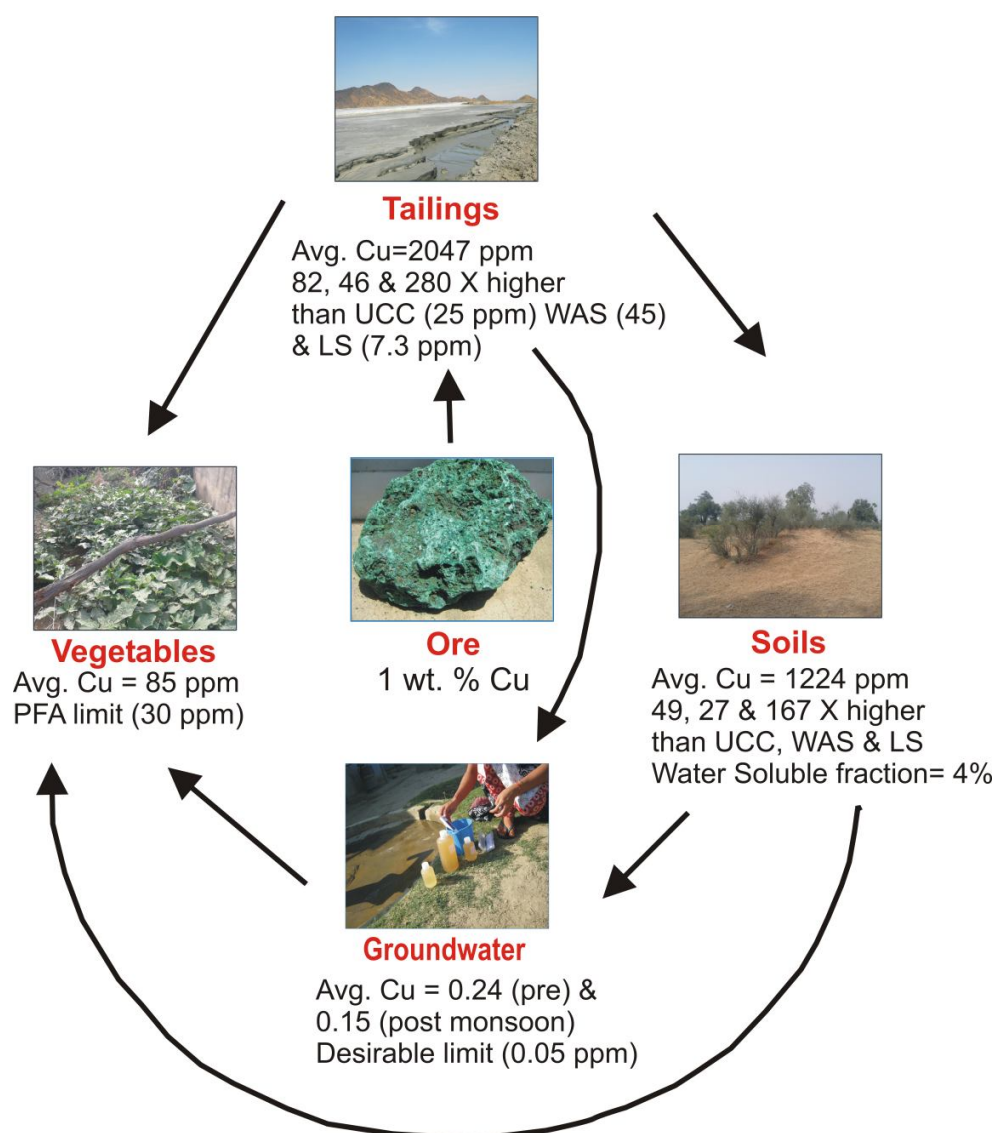 Tailings
Avg. Cu=2047 ppm
82, 46 & 280 X higher
than UCC (25 ppm) WAS (45)
& LS (7.3 ppm)
Vegetables
Avg. Cu = 85 ppm
PFA limit (30 ppm)
Ore
1 wt. % Cu
Soils
Avg. Cu = 1224 ppm
49, 27 & 167 X higher
than UCC, WAS & LS
Water Soluble fraction= 4%
Groundwater
Avg. Cu = 0.24 (pre) &
0.15 (post monsoon)
Desirable limit (0.05 ppm)